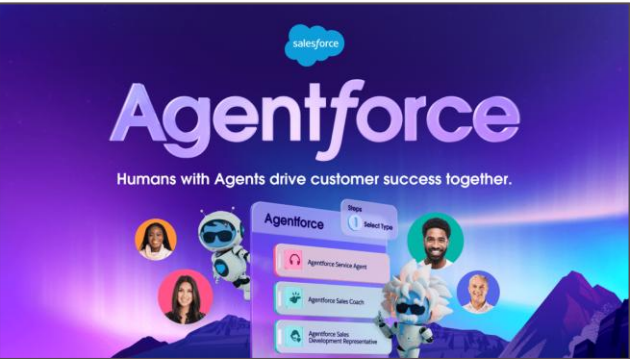 salesforce
Agentforce
Humans with Agents drive customer success together.
Agentforce
Steps
1 Select Type
Agentforce Service Agent
Agentforce Sales Coach
Agentforce Sales
Development Representative